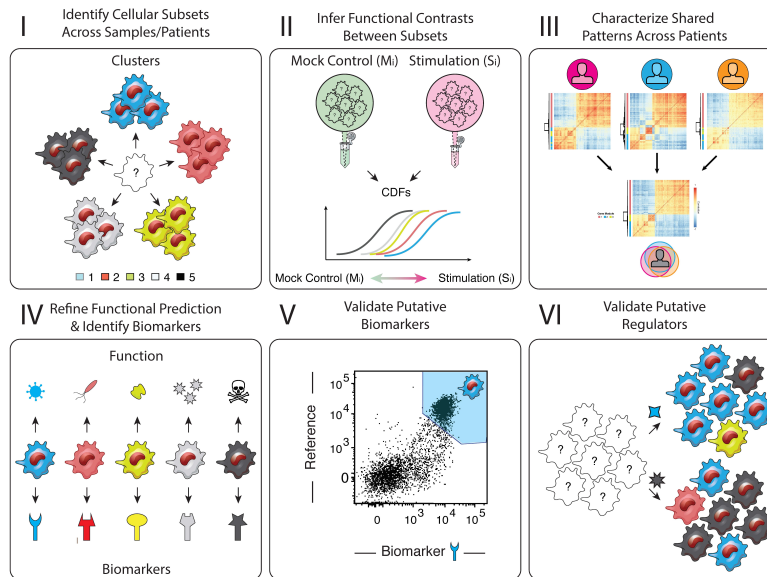 I
Identify Cellular Subsets
Across Samples/Patients
Clusters
?
1 2 3 4 5
II
Infer Functional Contrasts
Between Subsets
Mock Control (Mᵢ) Stimulation (Sᵢ)
CDFs
Mock Control (Mᵢ) Stimulation (Sᵢ)
III
Characterize Shared
Patterns Across Patients
IV
Refine Functional Prediction
& Identify Biomarkers
Function
Biomarkers
V
Validate Putative
Biomarkers
Reference
10⁵
10⁴
10³
0
0 10³ 10⁴ 10⁵
Biomarker
VI
Validate Putative
Regulators
?
? ?
?
? ?
?